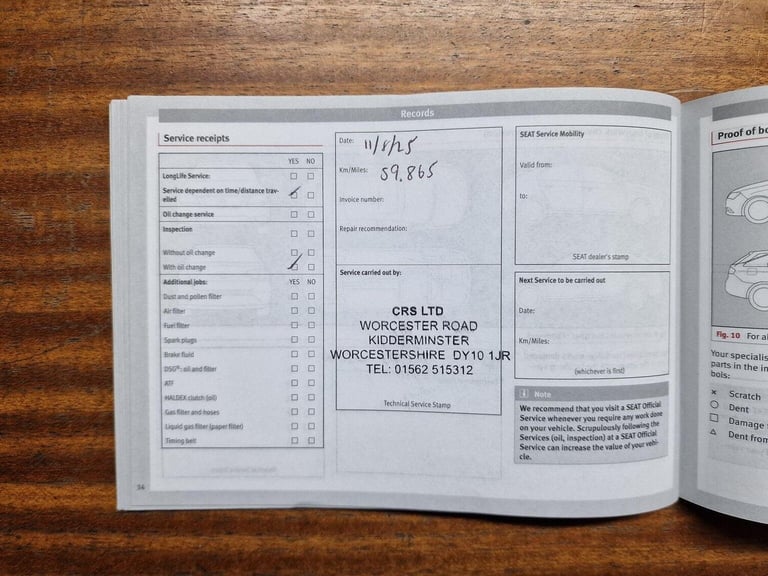 Records
Service receipts
YES NO
LongLife Service:
Service dependent on time/distance trav-
elled
Oil change service
Inspection
Without oil change
With oil change
Additional jobs: YES NO
Dust and pollen filter
Air filter
Fuel filter
Spark plugs
Brake fluid
DSG®: oil and filter
ATF
HALDEX clutch (oil)
Gas filter and hoses
Liquid gas filter (paper filter)
Timing belt
Date: 11/8/25
Km/Miles: 59.865
Invoice number:
Repair recommendation:
Service carried out by:
CRS LTD
WORCESTER ROAD
KIDDERMINSTER
WORCESTERSHIRE DY10 1JR
TEL: 01562 515312
Technical Service Stamp
SEAT Service Mobility
Valid from:
to:
SEAT dealer's stamp
Next Service to be carried out
Date:
Km/Miles:
(whichever is first)
Note
We recommend that you visit a SEAT Official
Service whenever you require any work done
on your vehicle. Scrupulously following the
Services (oil, inspection) at a SEAT Official
Service can increase the value of your vehi-
cle.
34
Proof of bo
Fig. 10 For al
Your specialis
parts in the in
bols:
× Scratch
Dent
Damage
Dent from